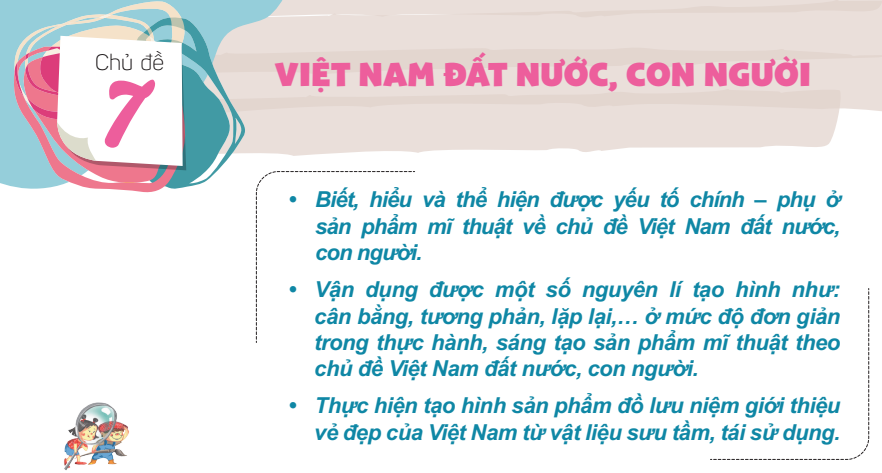 Chủ đề
7
VIỆT NAM ĐẤT NƯỚC, CON NGƯỜI
• Biết, hiểu và thể hiện được yếu tố chính – phụ ở
sản phẩm mĩ thuật về chủ đề Việt Nam đất nước,
con người.
• Vận dụng được một số nguyên lí tạo hình như:
cân bằng, tương phản, lặp lại,... ở mức độ đơn giản
trong thực hành, sáng tạo sản phẩm mĩ thuật theo
chủ đề Việt Nam đất nước, con người.
• Thực hiện tạo hình sản phẩm đồ lưu niệm giới thiệu
vẻ đẹp của Việt Nam từ vật liệu sưu tầm, tái sử dụng.